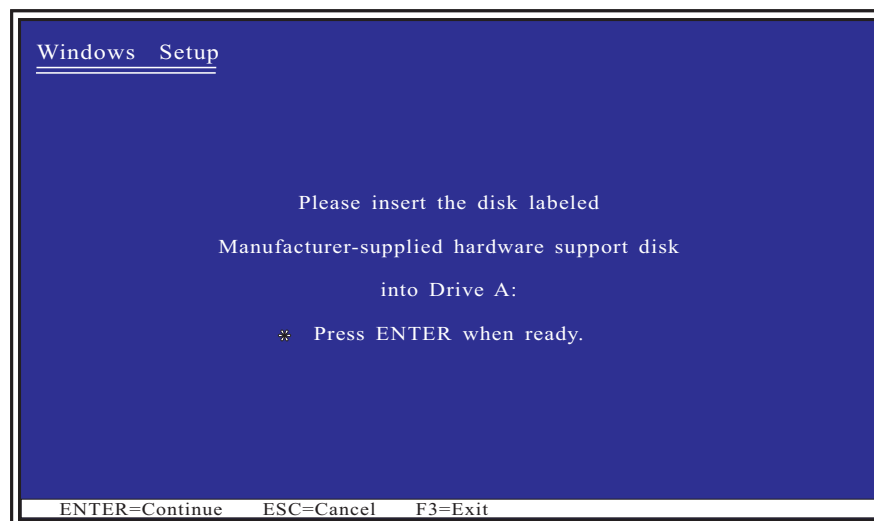 Windows Setup
Please insert the disk labeled
Manufacturer-supplied hardware support disk
into Drive A:
* Press ENTER when ready.
ENTER=Continue ESC=Cancel F3=Exit